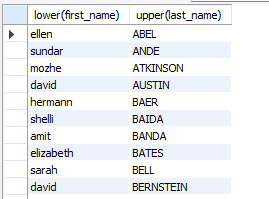 lower(first_name) upper(last_name)
ellen ABEL
sundar ANDE
mozhe ATKINSON
david AUSTIN
hermann BAER
shelli BAIDA
amit BANDA
elizabeth BATES
sarah BELL
david BERNSTEIN